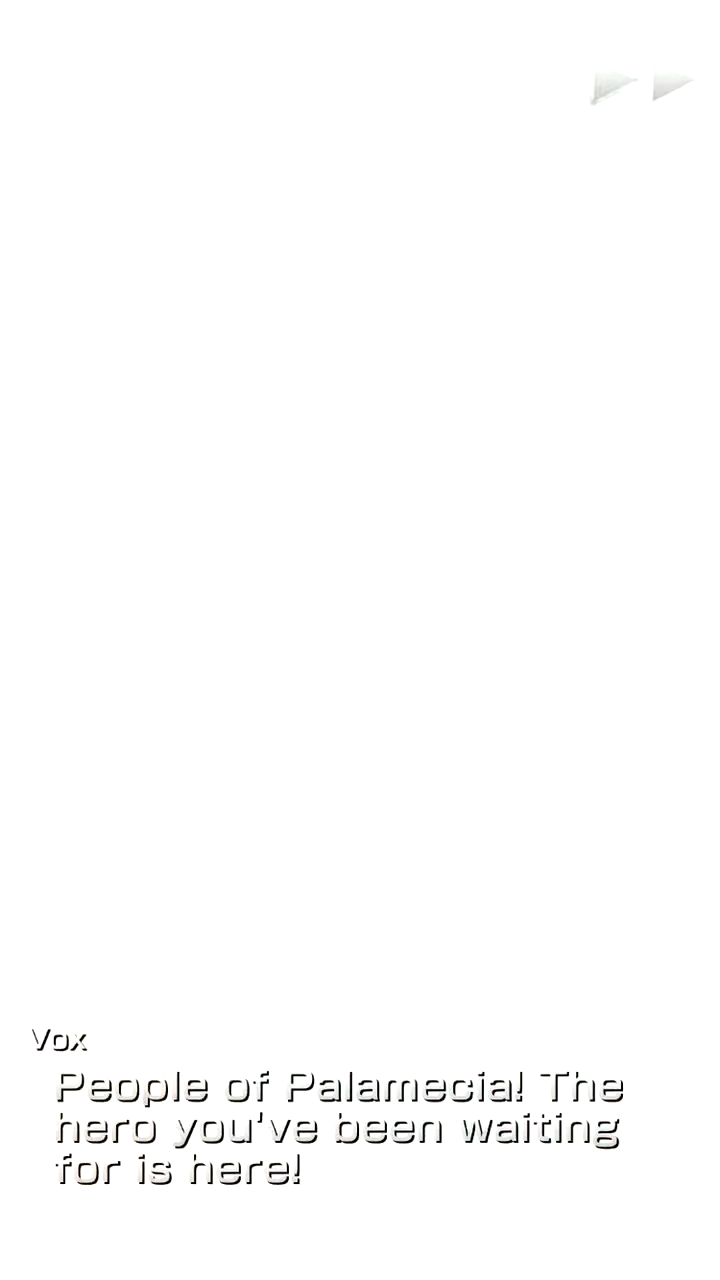 Vox
People of Palamecia! The
hero you've been waiting
for is here!